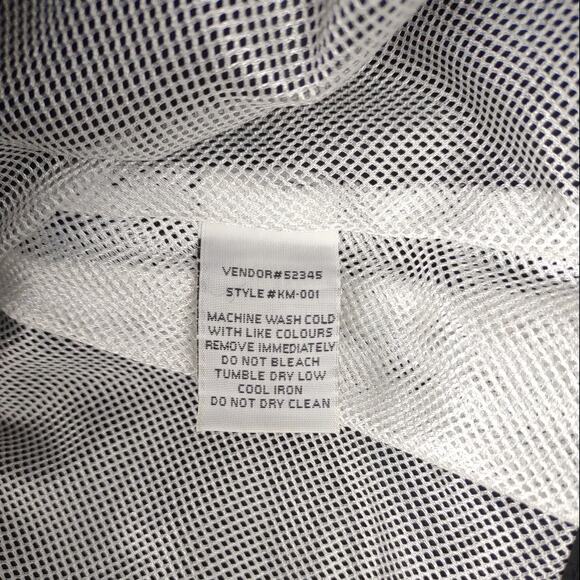 VENDOR#52345
STYLE #KM-001
MACHINE WASH COLD
WITH LIKE COLOURS
REMOVE IMMEDIATELY
DO NOT BLEACH
TUMBLE DRY LOW
COOL IRON
DO NOT DRY CLEAN